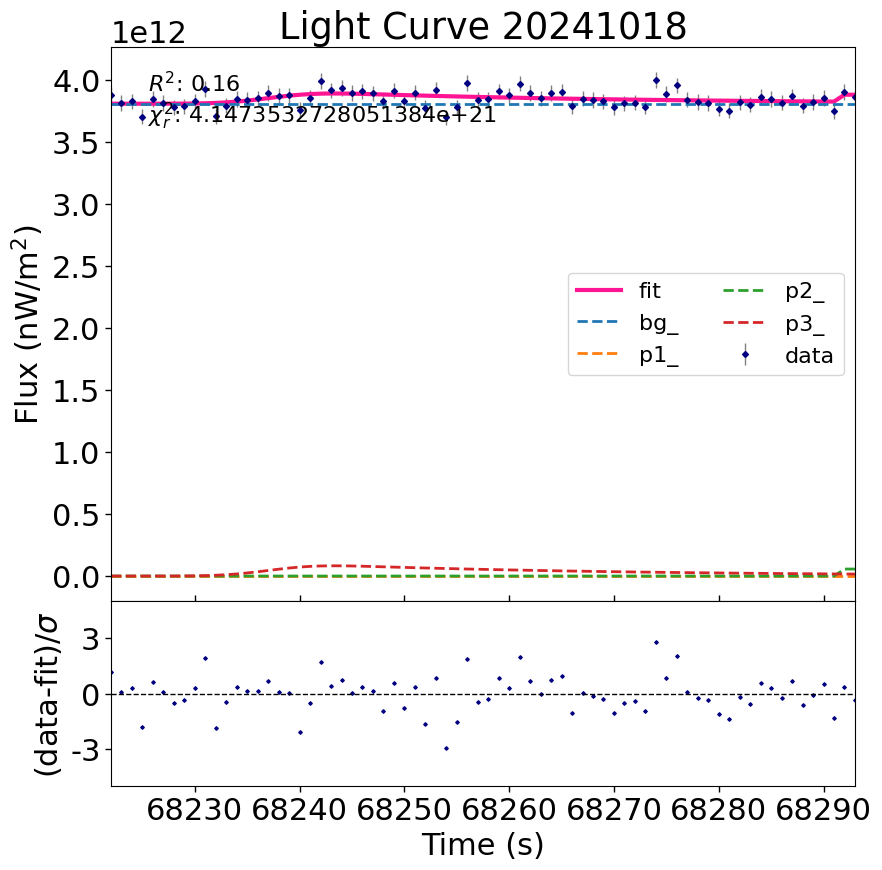 Light Curve 20241018
1e12
R²: 0.16
χᵣ²: 4.1473532728051384e+21
4.0
3.5
3.0
2.5
2.0
1.5
1.0
0.5
0.0
Flux (nW/m²)
fit
bg_
p1_
p2_
p3_
data
3
0
-3
(data-fit)/σ
68230 68240 68250 68260 68270 68280 68290
Time (s)